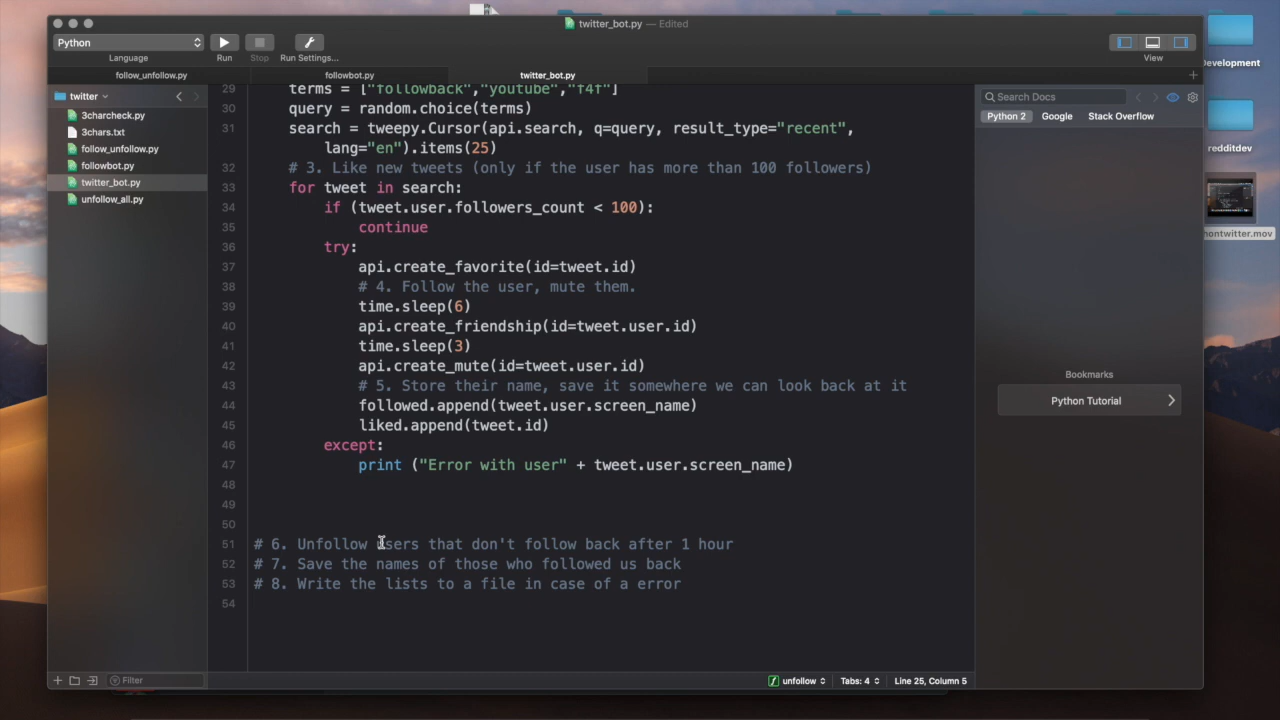 twitter_bot.py — Edited
Python
Language
Run
Stop
Run Settings...
View
follow_unfollow.py
followbot.py
twitter_bot.py
twitter
3charcheck.py
3chars.txt
follow_unfollow.py
followbot.py
twitter_bot.py
unfollow_all.py
Filter
29 terms = ["followback","youtube","f4f"]
30 query = random.choice(terms)
31 search = tweepy.Cursor(api.search, q=query, result_type="recent",
lang="en").items(25)
32 # 3. Like new tweets (only if the user has more than 100 followers)
33 for tweet in search:
34 if (tweet.user.followers_count < 100):
35 continue
36 try:
37 api.create_favorite(id=tweet.id)
38 # 4. Follow the user, mute them.
39 time.sleep(6)
40 api.create_friendship(id=tweet.user.id)
41 time.sleep(3)
42 api.create_mute(id=tweet.user.id)
43 # 5. Store their name, save it somewhere we can look back at it
44 followed.append(tweet.user.screen_name)
45 liked.append(tweet.id)
46 except:
47 print ("Error with user" + tweet.user.screen_name)
48
49
50
51 # 6. Unfollow users that don't follow back after 1 hour
52 # 7. Save the names of those who followed us back
53 # 8. Write the lists to a file in case of a error
54
unfollow
Tabs: 4
Line 25, Column 5
Search Docs
Python 2
Google
Stack Overflow
Bookmarks
Python Tutorial
Development
redditdev
hontwitter.mov